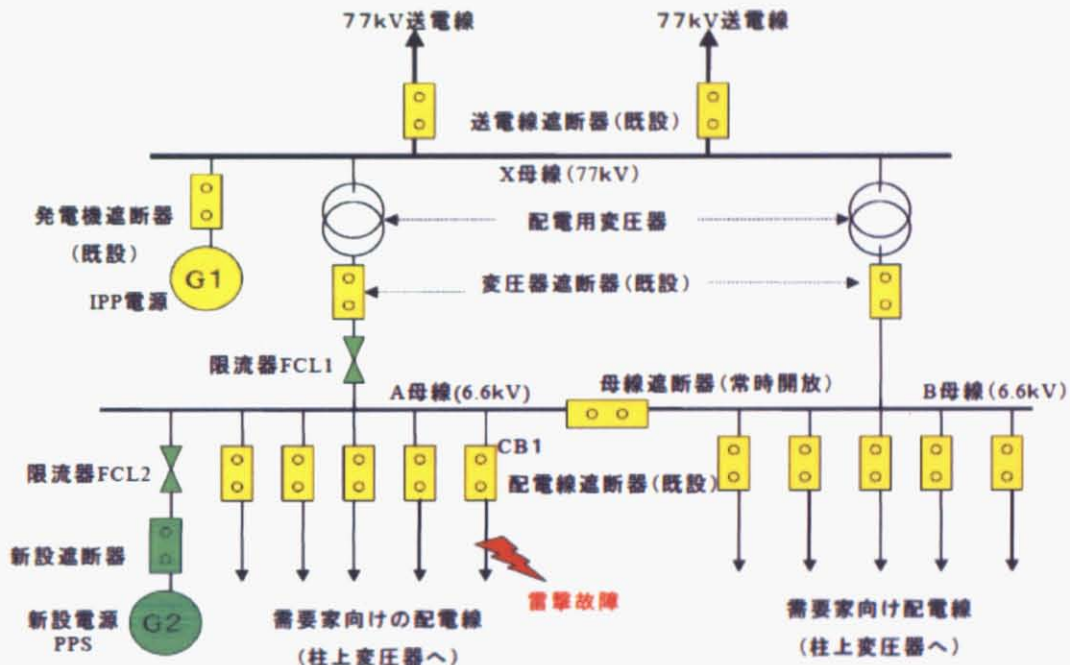 77kV送電線
77kV送電線
送電線遮断器(既設)
X母線(77kV)
発電機遮断器
(既設)
配電用変圧器
G1
変圧器遮断器(既設)
IPP電源
限流器FCL1
A母線(6.6kV)
母線遮断器(常時開放)
B母線(6.6kV)
CB1
限流器FCL2
配電線遮断器(既設)
新設遮断器
雷撃故障
新設電源
PPS
G2
需要家向けの配電線
(柱上変圧器へ)
需要家向け配電線
(柱上変圧器へ)